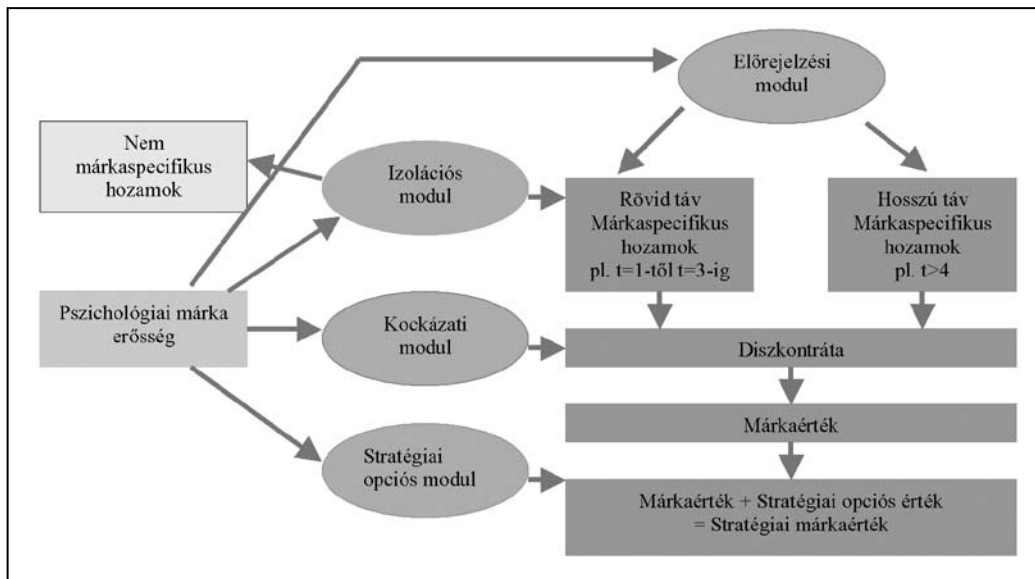 Előrejelzési
modul
Nem
márkaspecifikus
hozamok
Izolációs
modul
Rövid táv
Márkaspecifikus
hozamok
pl. t=1-től t=3-ig
Hosszú táv
Márkaspecifikus
hozamok
pl. t>4
Pszichológiai márka
erősség
Kockázati
modul
Diszkontráta
Márkaérték
Stratégiai
opciós modul
Márkaérték + Stratégiai opciós érték
= Stratégiai márkaérték